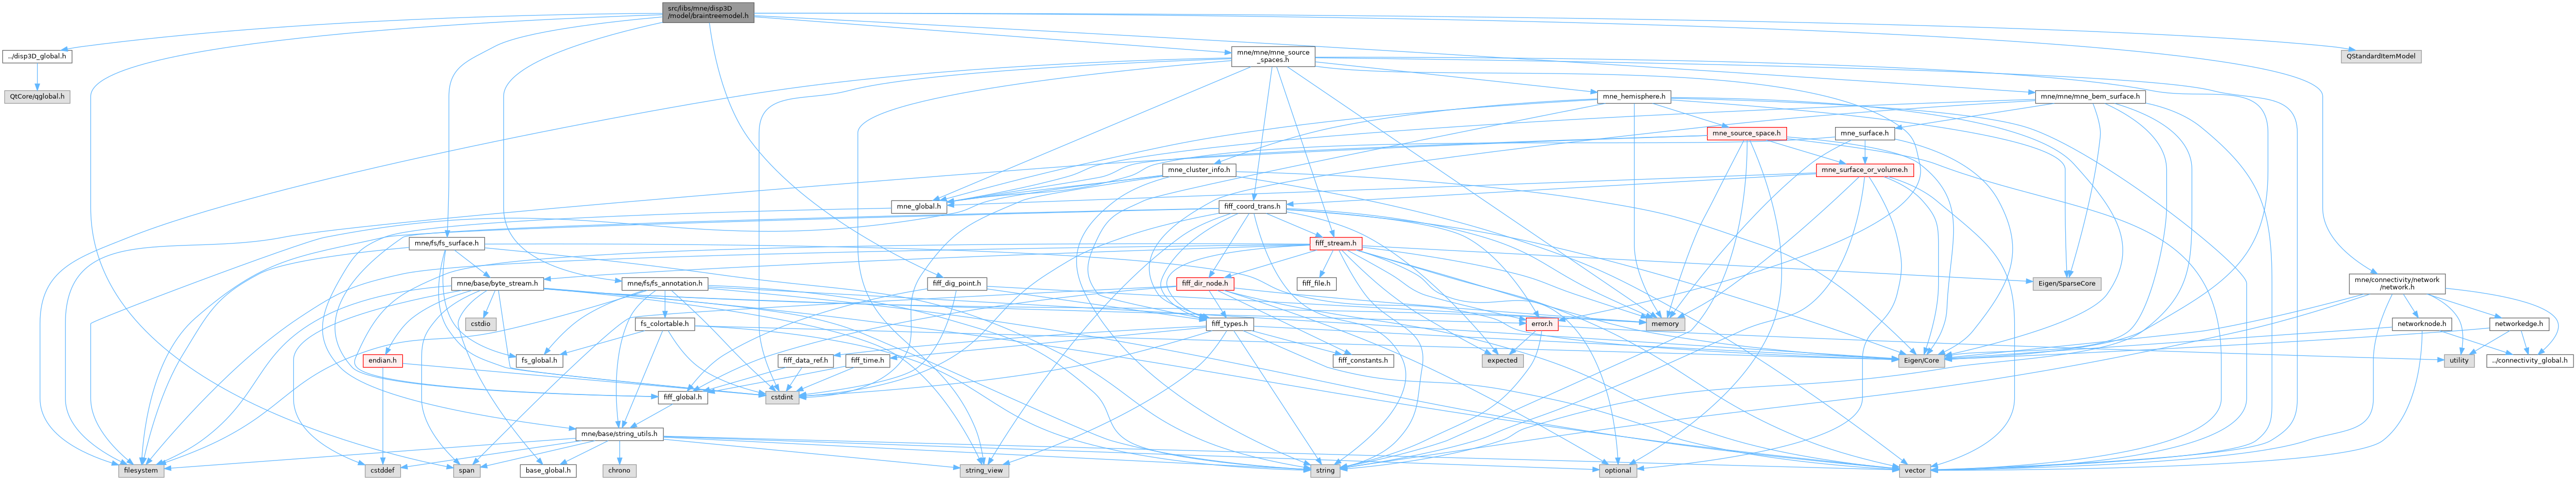 src/libs/mne/disp3D
/model/braintreemodel.h
../disp3D_global.h
mne/mne/mne_source
_spaces.h
QStandardItemModel
QtCore/qglobal.h
mne_hemisphere.h
mne/mne/mne_bem_surface.h
mne_source_space.h
mne_surface.h
mne_cluster_info.h
mne_surface_or_volume.h
mne_global.h
fiff_coord_trans.h
mne/fs/fs_surface.h
fiff_stream.h
mne/base/byte_stream.h
mne/fs/fs_annotation.h
fiff_dig_point.h
fiff_dir_node.h
fiff_file.h
Eigen/SparseCore
mne/connectivity/network
/network.h
cstdio
fs_colortable.h
fiff_types.h
error.h
memory
networknode.h
networkedge.h
endian.h
fs_global.h
fiff_data_ref.h
fiff_time.h
fiff_constants.h
expected
Eigen/Core
utility
../connectivity_global.h
fiff_global.h
cstdint
mne/base/string_utils.h
filesystem
cstddef
span
base_global.h
chrono
string_view
string
optional
vector